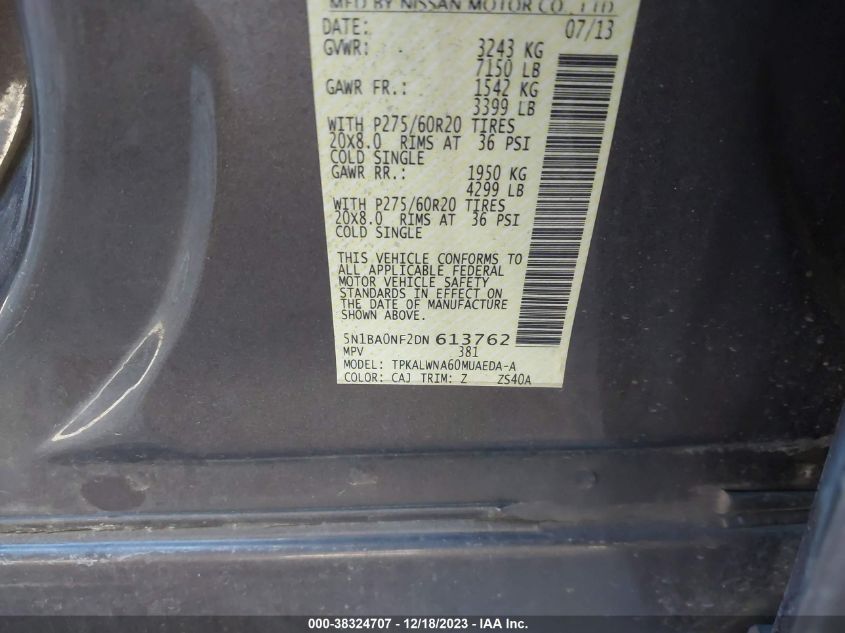 MFD BY NISSAN MOTOR CO., LTD.
DATE: 07/13
GVWR: 3243 KG
7150 LB
GAWR FR.: 1542 KG
3399 LB
WITH P275/60R20 TIRES
20X8.0 RIMS AT 36 PSI
COLD SINGLE
GAWR RR.: 1950 KG
4299 LB
WITH P275/60R20 TIRES
20X8.0 RIMS AT 36 PSI
COLD SINGLE
THIS VEHICLE CONFORMS TO
ALL APPLICABLE FEDERAL
MOTOR VEHICLE SAFETY
STANDARDS IN EFFECT ON
THE DATE OF MANUFACTURE
SHOWN ABOVE.
5N1BA0NF2DN 613762
MPV 381
MODEL: TPKALWNA60MUAEDA-A
COLOR: CAJ TRIM: Z ZS40A
000-38324707 - 12/18/2023 - IAA Inc.